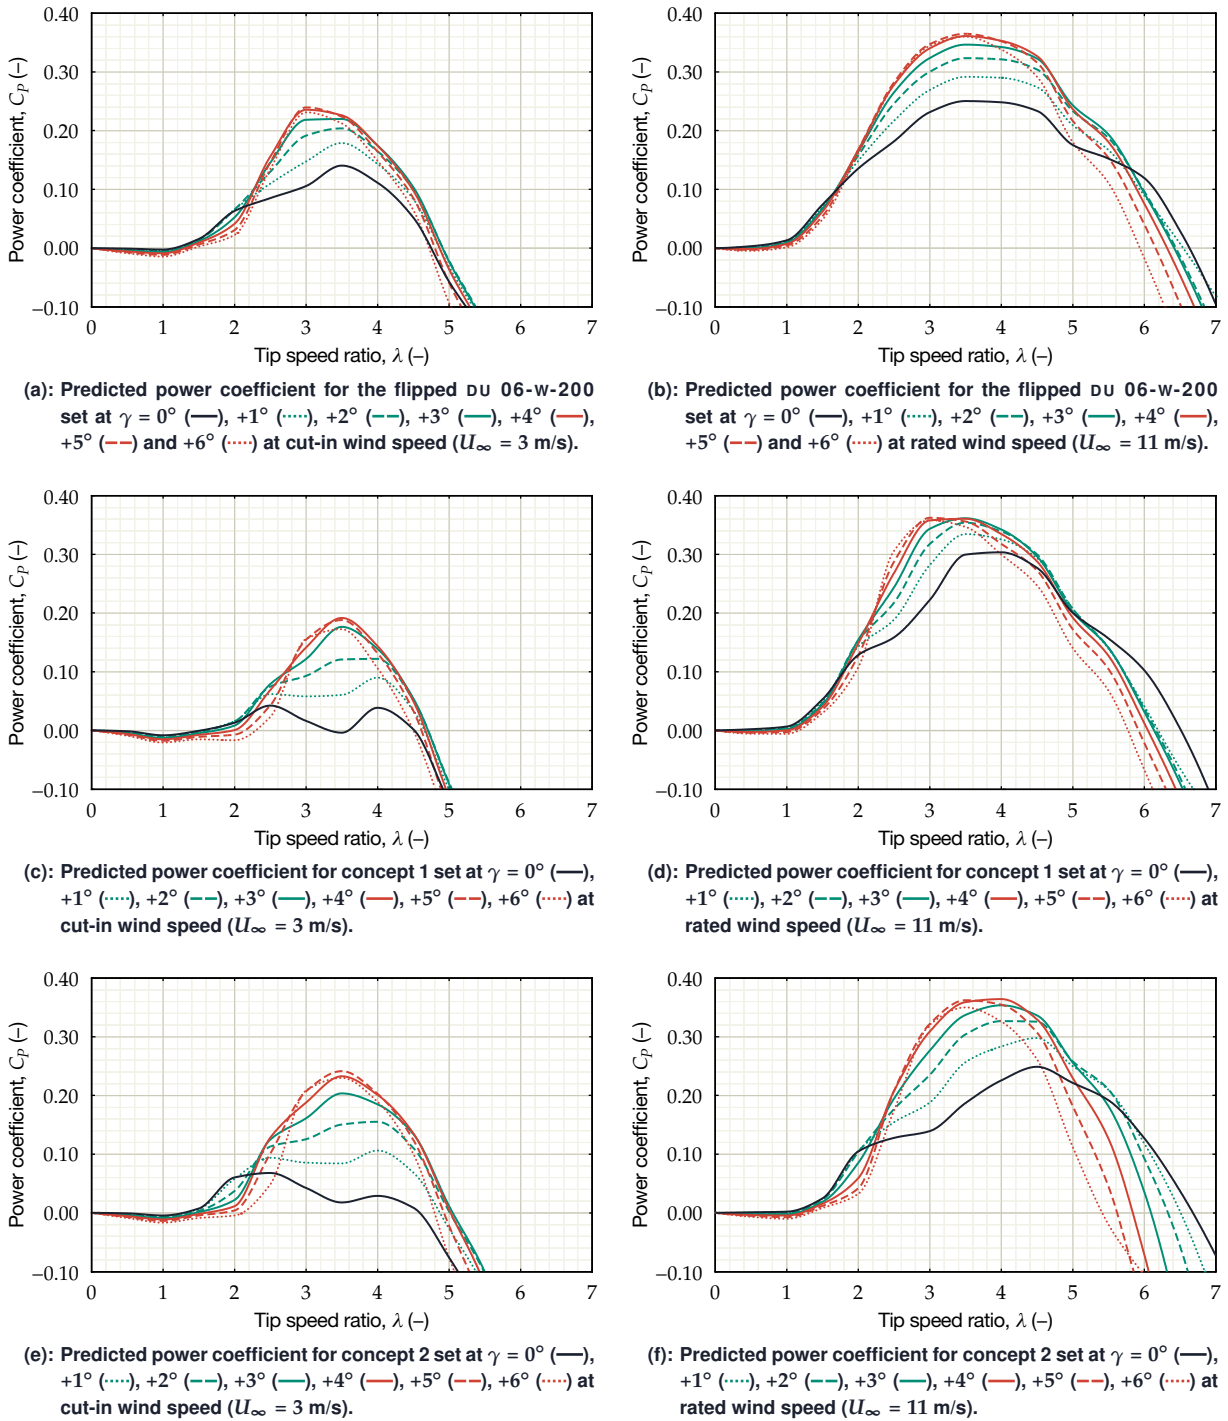 0.40
0.30
0.20
0.10
0.00
−0.10
Power coefficient, C_P (–)
0 1 2 3 4 5 6 7
Tip speed ratio, λ (–)
(a): Predicted power coefficient for the flipped DU 06-W-200
set at γ = 0° (—), +1° (·····), +2° (– –), +3° (—), +4° (—),
+5° (– –) and +6° (·····) at cut-in wind speed (U∞ = 3 m/s).
0.40
0.30
0.20
0.10
0.00
−0.10
Power coefficient, C_P (–)
0 1 2 3 4 5 6 7
Tip speed ratio, λ (–)
(b): Predicted power coefficient for the flipped DU 06-W-200
set at γ = 0° (—), +1° (·····), +2° (– –), +3° (—), +4° (—),
+5° (– –) and +6° (·····) at rated wind speed (U∞ = 11 m/s).
0.40
0.30
0.20
0.10
0.00
−0.10
Power coefficient, C_P (–)
0 1 2 3 4 5 6 7
Tip speed ratio, λ (–)
(c): Predicted power coefficient for concept 1 set at γ = 0° (—),
+1° (·····), +2° (– –), +3° (—), +4° (—), +5° (– –), +6° (·····) at
cut-in wind speed (U∞ = 3 m/s).
0.40
0.30
0.20
0.10
0.00
−0.10
Power coefficient, C_P (–)
0 1 2 3 4 5 6 7
Tip speed ratio, λ (–)
(d): Predicted power coefficient for concept 1 set at γ = 0° (—),
+1° (·····), +2° (– –), +3° (—), +4° (—), +5° (– –), +6° (·····) at
rated wind speed (U∞ = 11 m/s).
0.40
0.30
0.20
0.10
0.00
−0.10
Power coefficient, C_P (–)
0 1 2 3 4 5 6 7
Tip speed ratio, λ (–)
(e): Predicted power coefficient for concept 2 set at γ = 0° (—),
+1° (·····), +2° (– –), +3° (—), +4° (—), +5° (– –), +6° (·····) at
cut-in wind speed (U∞ = 3 m/s).
0.40
0.30
0.20
0.10
0.00
−0.10
Power coefficient, C_P (–)
0 1 2 3 4 5 6 7
Tip speed ratio, λ (–)
(f): Predicted power coefficient for concept 2 set at γ = 0° (—),
+1° (·····), +2° (– –), +3° (—), +4° (—), +5° (– –), +6° (·····) at
rated wind speed (U∞ = 11 m/s).